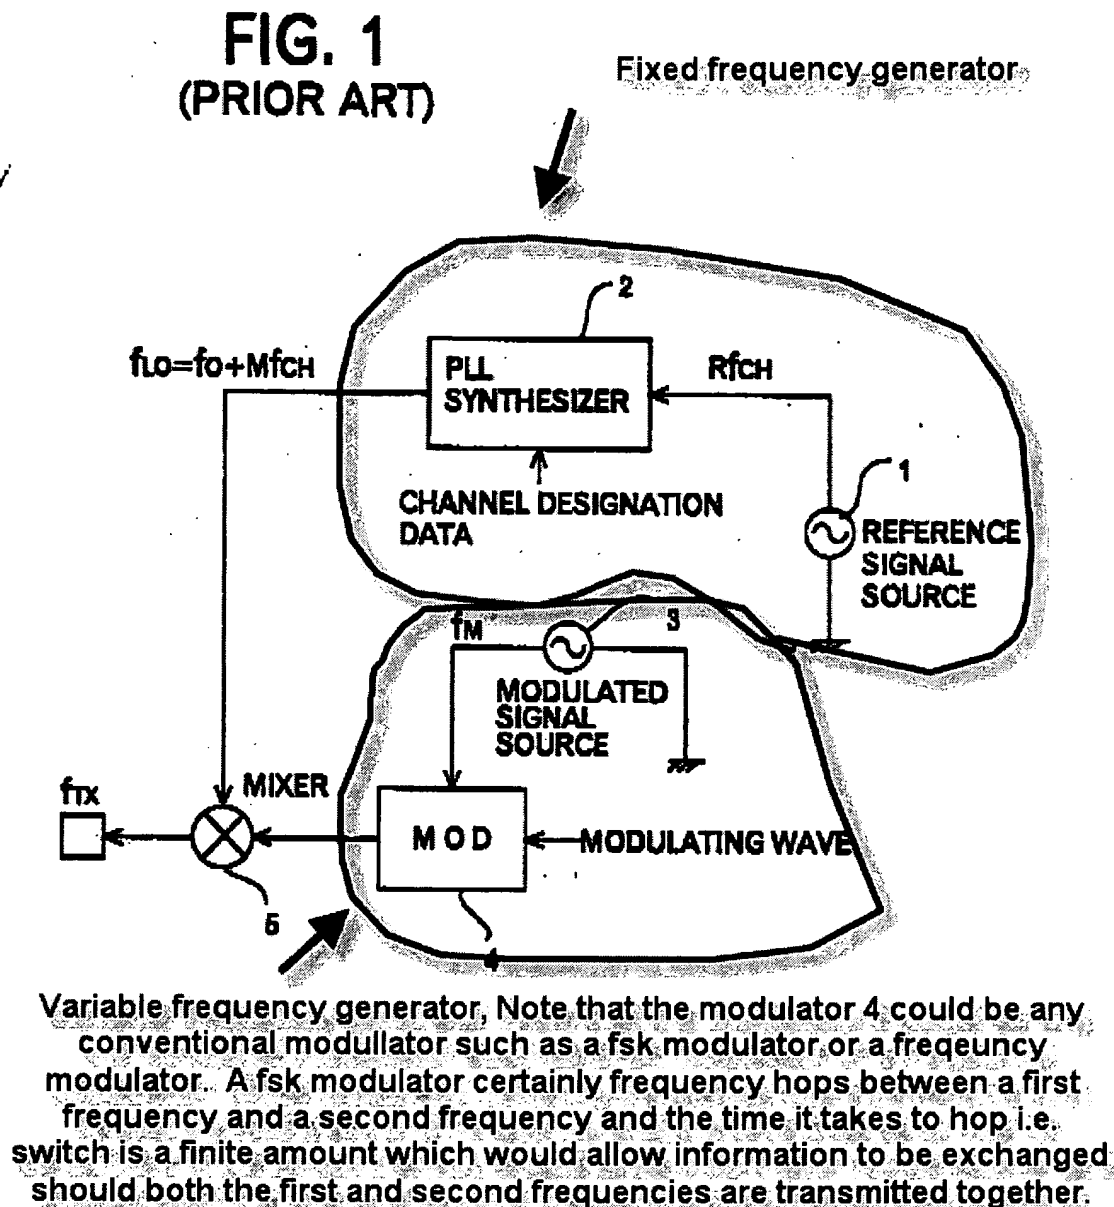 FIG. 1
(PRIOR ART)
Fixed frequency generator
2
fLO=fO+MfCH
PLL
SYNTHESIZER
RfCH
1
CHANNEL DESIGNATION
DATA
REFERENCE
SIGNAL
SOURCE
fM
3
MODULATED
SIGNAL
SOURCE
fTX
MIXER
MOD
MODULATING WAVE
5
4
Variable frequency generator, Note that the modulator 4 could be any
conventional modullator such as a fsk modulator or a freqeuncy
modulator. A fsk modulator certainly frequency hops between a first
frequency and a second frequency and the time it takes to hop i.e.
switch is a finite amount which would allow information to be exchanged
should both the first and second frequencies are transmitted together.